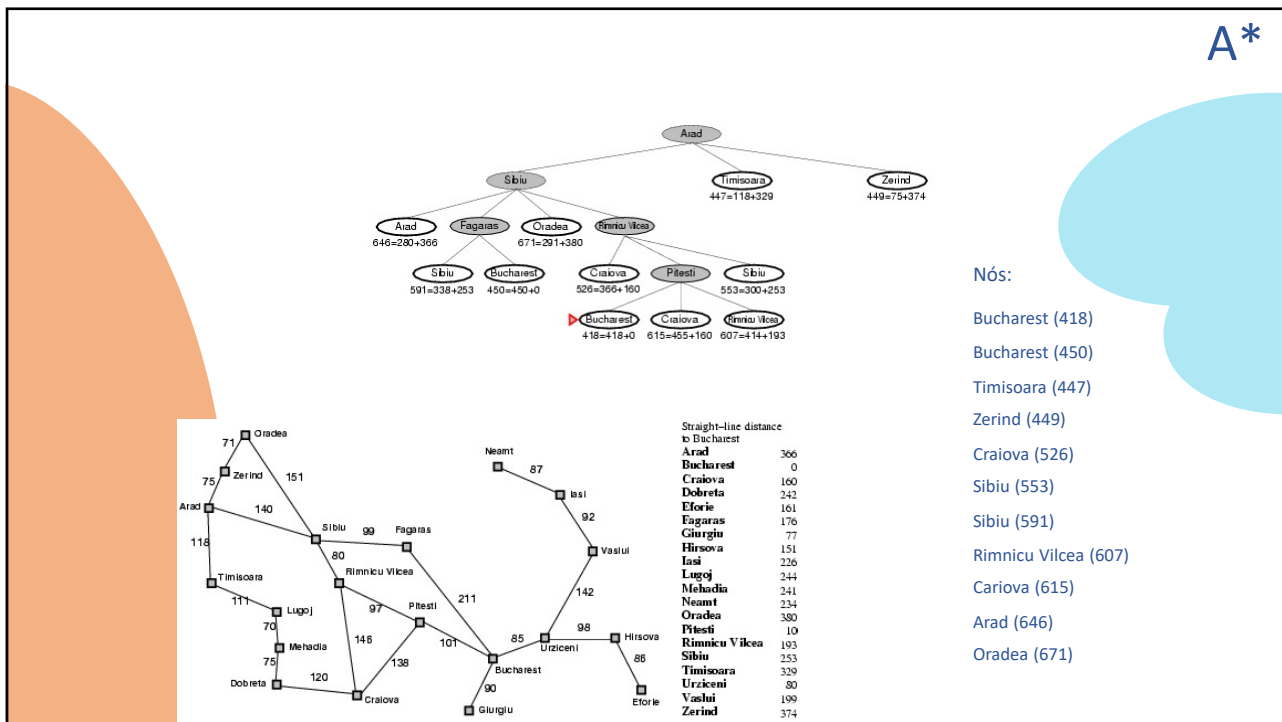 A*
Arad
Sibiu
Timisoara
447=118+329
Zerind
449=75+374
Arad
646=280+366
Fagaras
Oradea
671=291+380
Rimnicu Vilcea
Sibiu
591=338+253
Bucharest
450=450+0
Craiova
526=366+160
Pitesti
Sibiu
553=300+253
Bucharest
418=418+0
Craiova
615=455+160
Rimnicu Vilcea
607=414+193
Nós:
Bucharest (418)
Bucharest (450)
Timisoara (447)
Zerind (449)
Craiova (526)
Sibiu (553)
Sibiu (591)
Rimnicu Vilcea (607)
Cariova (615)
Arad (646)
Oradea (671)
Oradea
71
Zerind
75
151
Arad
140
118
Sibiu
99
Fagaras
80
Rimnicu Vilcea
Timisoara
111
Lugoj
70
Mehadia
75
Dobreta
120
Craiova
146
97
Pitesti
138
101
211
Bucharest
90
Giurgiu
85
Urziceni
98
Hirsova
86
Eforie
142
Vaslui
92
Iasi
87
Neamt
Straight–line distance
to Bucharest
Arad 366
Bucharest 0
Craiova 160
Dobreta 242
Eforie 161
Fagaras 176
Giurgiu 77
Hirsova 151
Iasi 226
Lugoj 244
Mehadia 241
Neamt 234
Oradea 380
Pitesti 10
Rimnicu Vilcea 193
Sibiu 253
Timisoara 329
Urziceni 80
Vaslui 199
Zerind 374